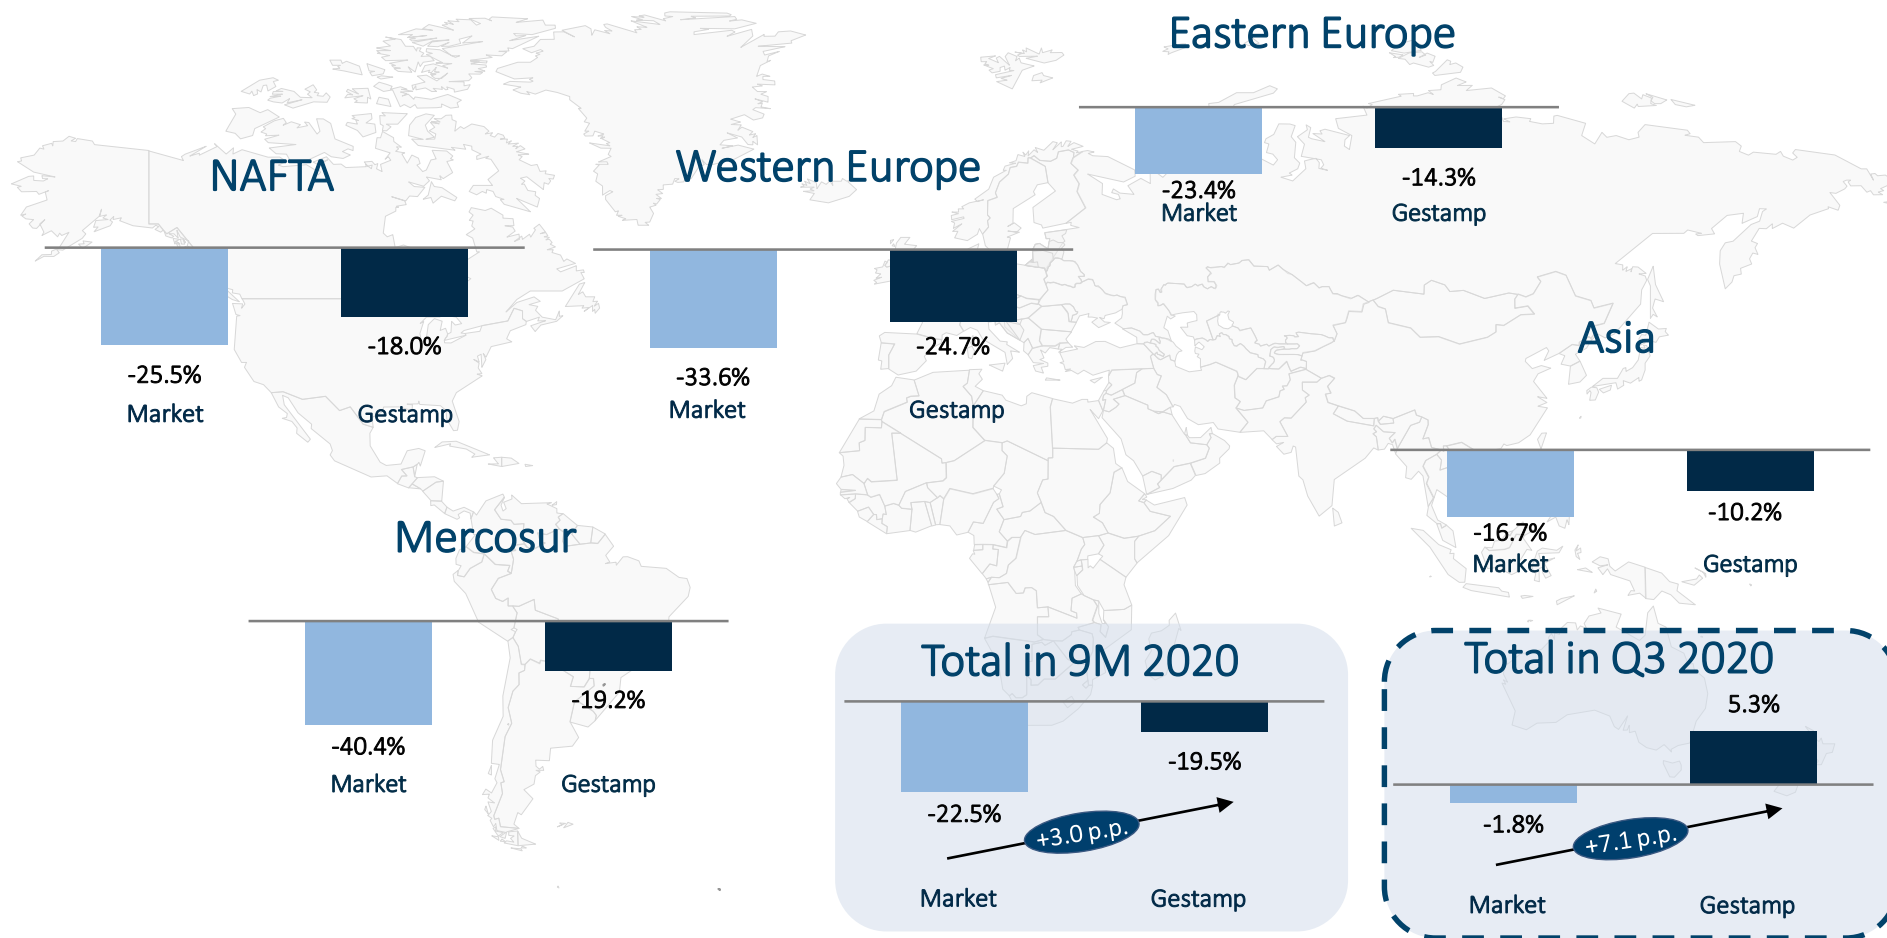 Eastern Europe
-23.4%
-14.3%
Market
Gestamp
NAFTA
-25.5%
-18.0%
Market
Gestamp
Western Europe
-33.6%
-24.7%
Market
Gestamp
Asia
-16.7%
-10.2%
Market
Gestamp
Mercosur
-40.4%
-19.2%
Market
Gestamp
Total in 9M 2020
-22.5%
-19.5%
+3.0 p.p.
Market
Gestamp
Total in Q3 2020
5.3%
-1.8%
+7.1 p.p.
Market
Gestamp